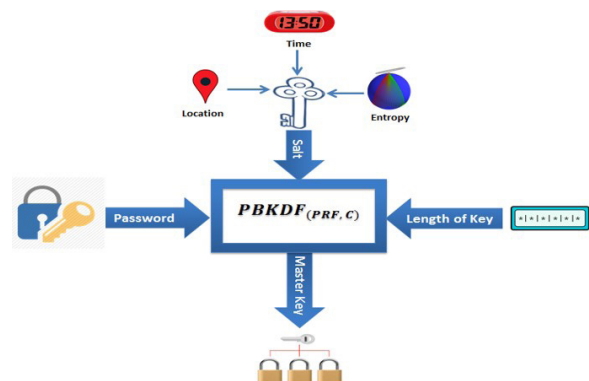 13:50
Time
Location
Entropy
Salt
Password
PBKDF(PRF, C)
Length of Key
*|*|*|*|*|*
Master Key